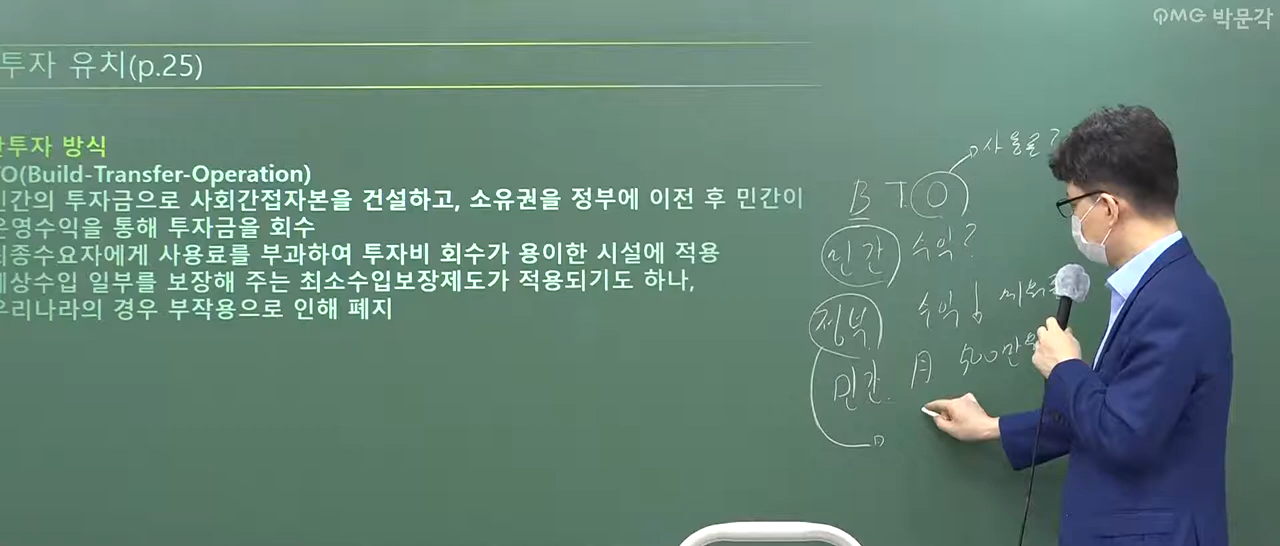 PMG 박문각
투자 유치(p.25)
투자 방식
TO(Build-Transfer-Operation)
민간의 투자금으로 사회간접자본을 건설하고, 소유권을 정부에 이전 후 민간이
운영수익을 통해 투자금을 회수
최종수요자에게 사용료를 부과하여 투자비 회수가 용이한 시설에 적용
예상수입 일부를 보장해 주는 최소수입보장제도가 적용되기도 하나,
우리나라의 경우 부작용으로 인해 폐지
사용료?
B T O
민간 수익?
정부 수익↓
민간 月 500만원